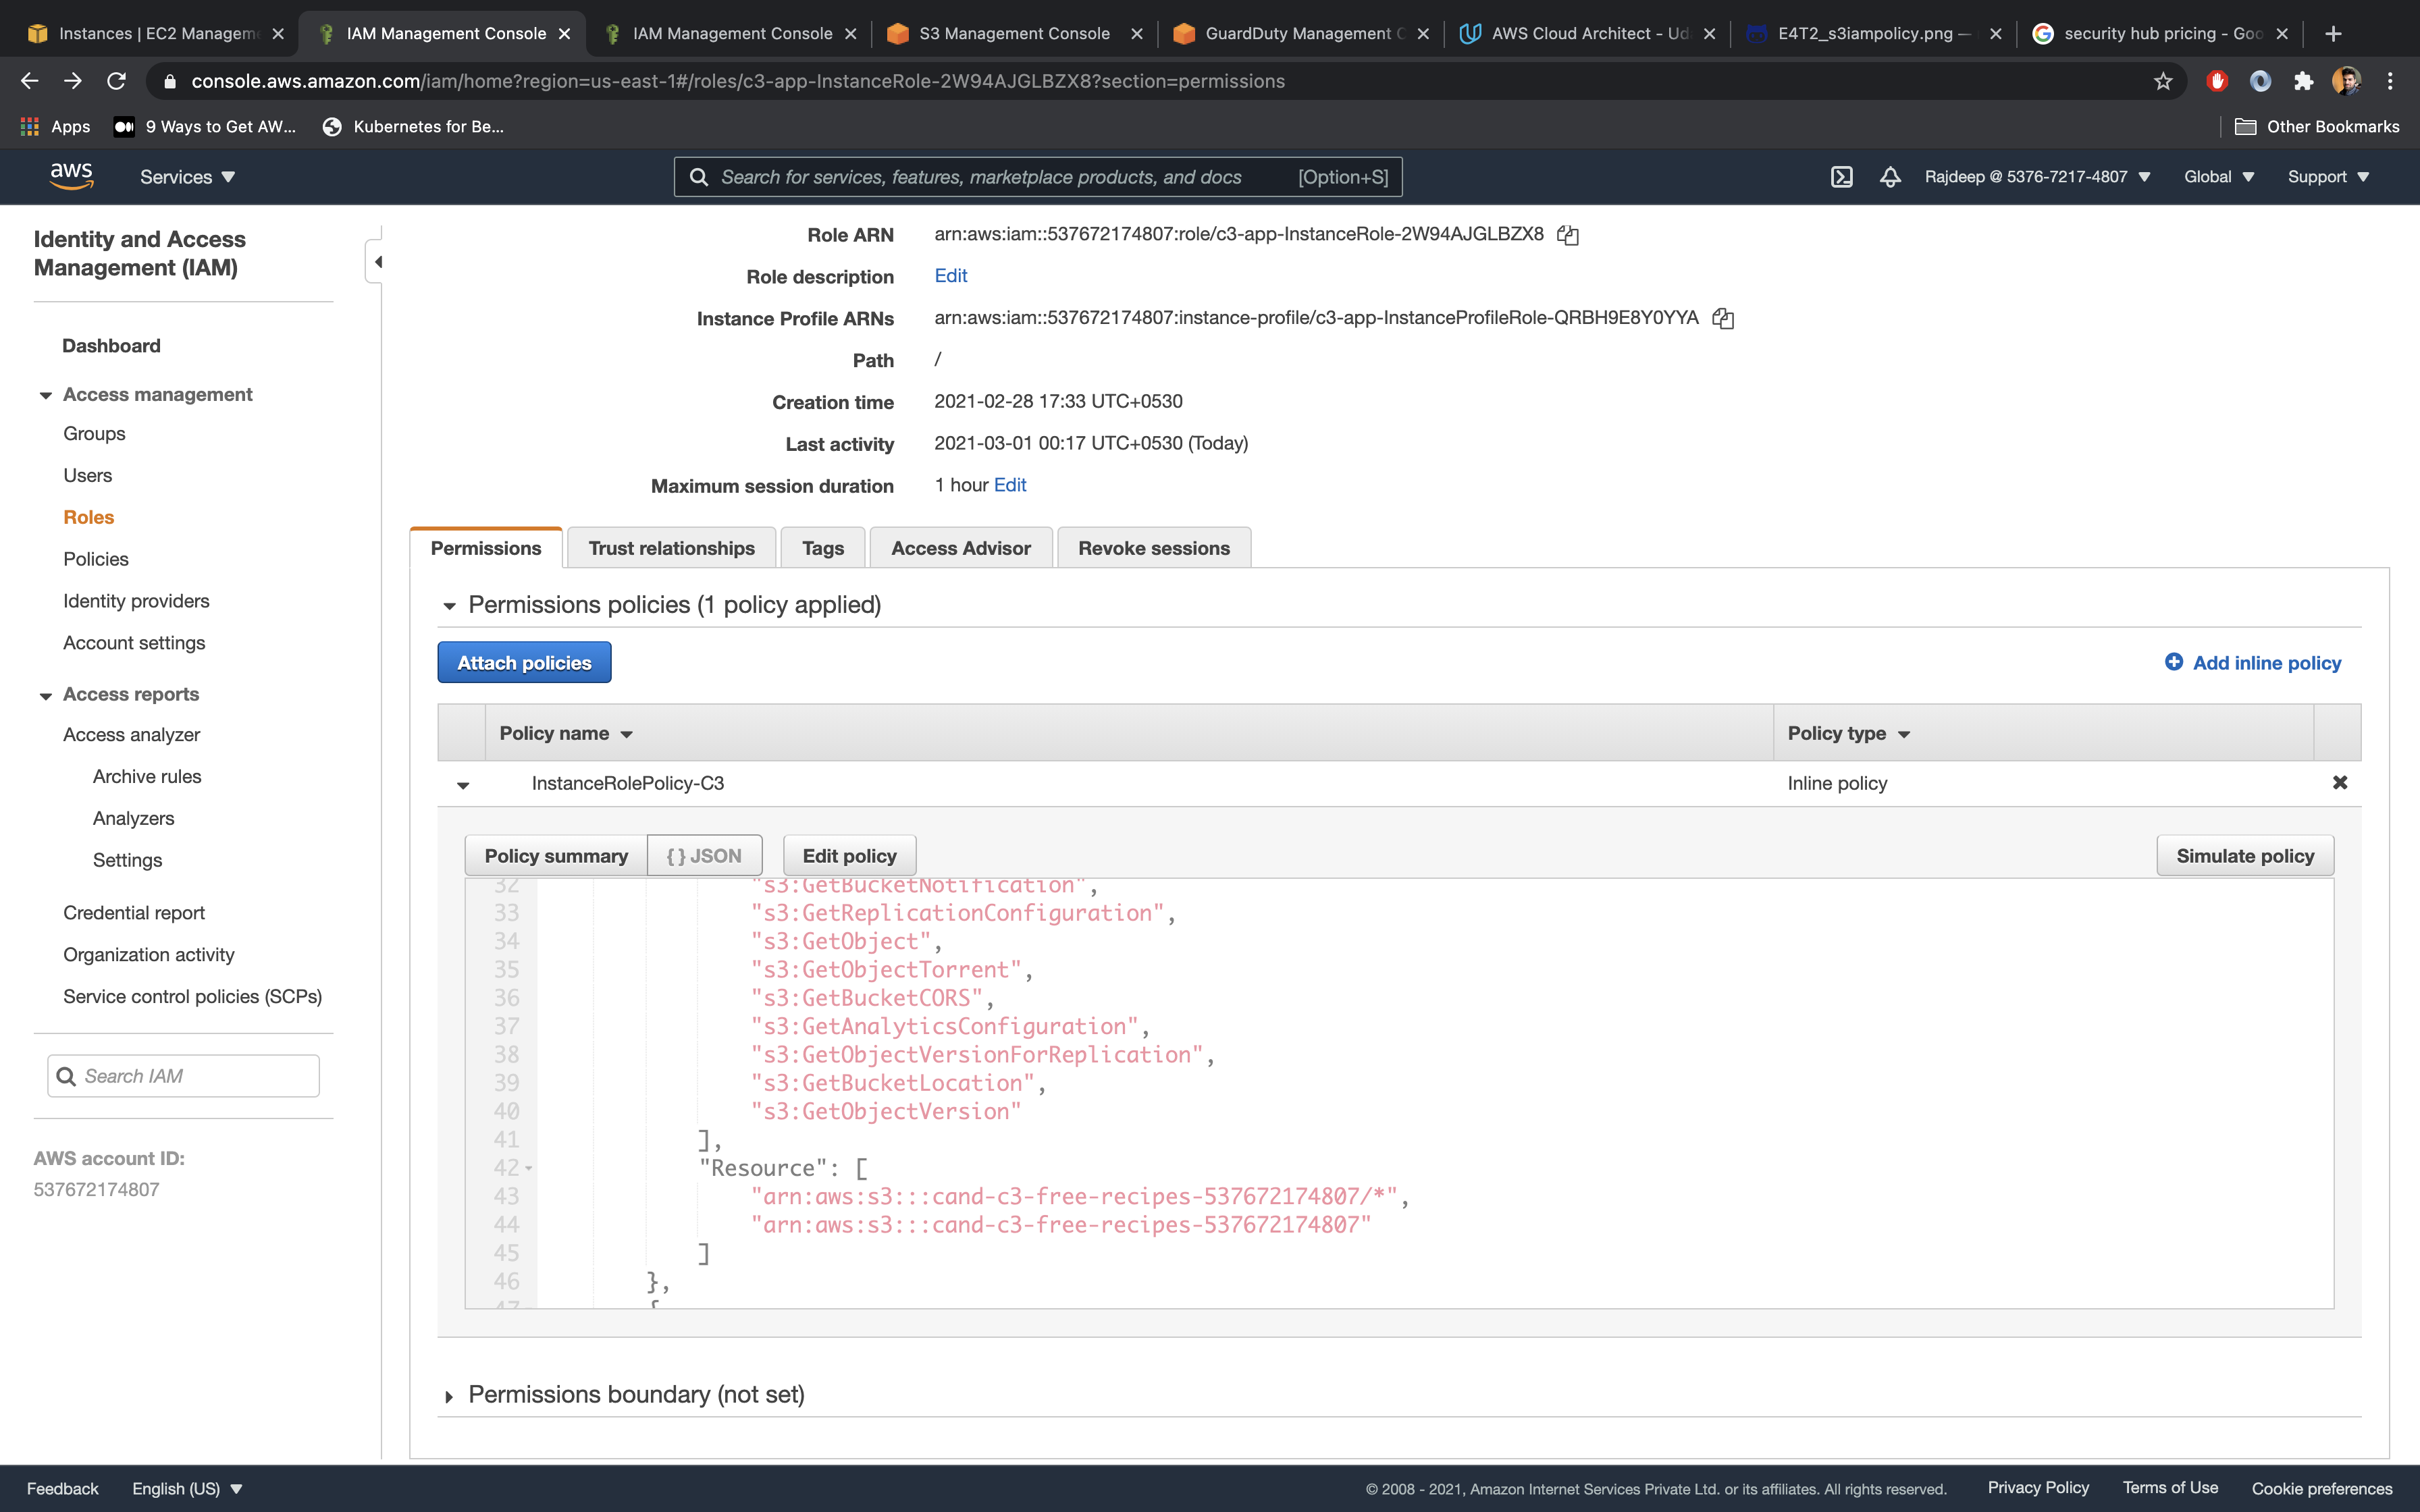 Instances | EC2 Managem
IAM Management Console
IAM Management Console
S3 Management Console
GuardDuty Management C
AWS Cloud Architect - Ud
E4T2_s3iampolicy.png —
security hub pricing - Goo
console.aws.amazon.com/iam/home?region=us-east-1#/roles/c3-app-InstanceRole-2W94AJGLBZX8?section=permissions
Apps
9 Ways to Get AW...
Kubernetes for Be...
Other Bookmarks
aws
Services
Search for services, features, marketplace products, and docs [Option+S]
Rajdeep @ 5376-7217-4807
Global
Support
Identity and Access
Management (IAM)
Dashboard
Access management
Groups
Users
Roles
Policies
Identity providers
Account settings
Access reports
Access analyzer
Archive rules
Analyzers
Settings
Credential report
Organization activity
Service control policies (SCPs)
Search IAM
AWS account ID:
537672174807
Role ARN arn:aws:iam::537672174807:role/c3-app-InstanceRole-2W94AJGLBZX8
Role description Edit
Instance Profile ARNs arn:aws:iam::537672174807:instance-profile/c3-app-InstanceProfileRole-QRBH9E8Y0YYA
Path /
Creation time 2021-02-28 17:33 UTC+0530
Last activity 2021-03-01 00:17 UTC+0530 (Today)
Maximum session duration 1 hour Edit
Permissions
Trust relationships
Tags
Access Advisor
Revoke sessions
Permissions policies (1 policy applied)
Attach policies
Add inline policy
Policy name
Policy type
InstanceRolePolicy-C3
Inline policy
Policy summary
{ } JSON
Edit policy
Simulate policy
32 "s3:GetBucketNotification",
33 "s3:GetReplicationConfiguration",
34 "s3:GetObject",
35 "s3:GetObjectTorrent",
36 "s3:GetBucketCORS",
37 "s3:GetAnalyticsConfiguration",
38 "s3:GetObjectVersionForReplication",
39 "s3:GetBucketLocation",
40 "s3:GetObjectVersion"
41 ],
42 "Resource": [
43 "arn:aws:s3:::cand-c3-free-recipes-537672174807/*",
44 "arn:aws:s3:::cand-c3-free-recipes-537672174807"
45 ]
46 },
47 {
Permissions boundary (not set)
Feedback
English (US)
© 2008 - 2021, Amazon Internet Services Private Ltd. or its affiliates. All rights reserved.
Privacy Policy
Terms of Use
Cookie preferences